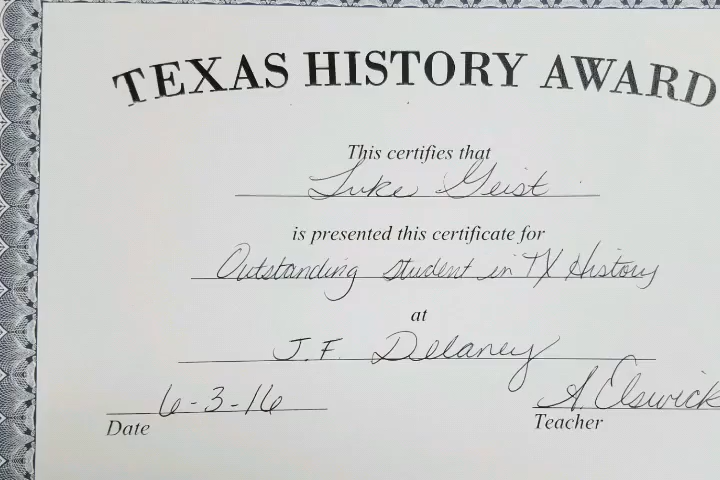 TEXAS HISTORY AWARD
This certifies that
Luke Geist
is presented this certificate for
Outstanding student in TX History
at
J.F. Delaney
6-3-16 A. Elswick
Date Teacher